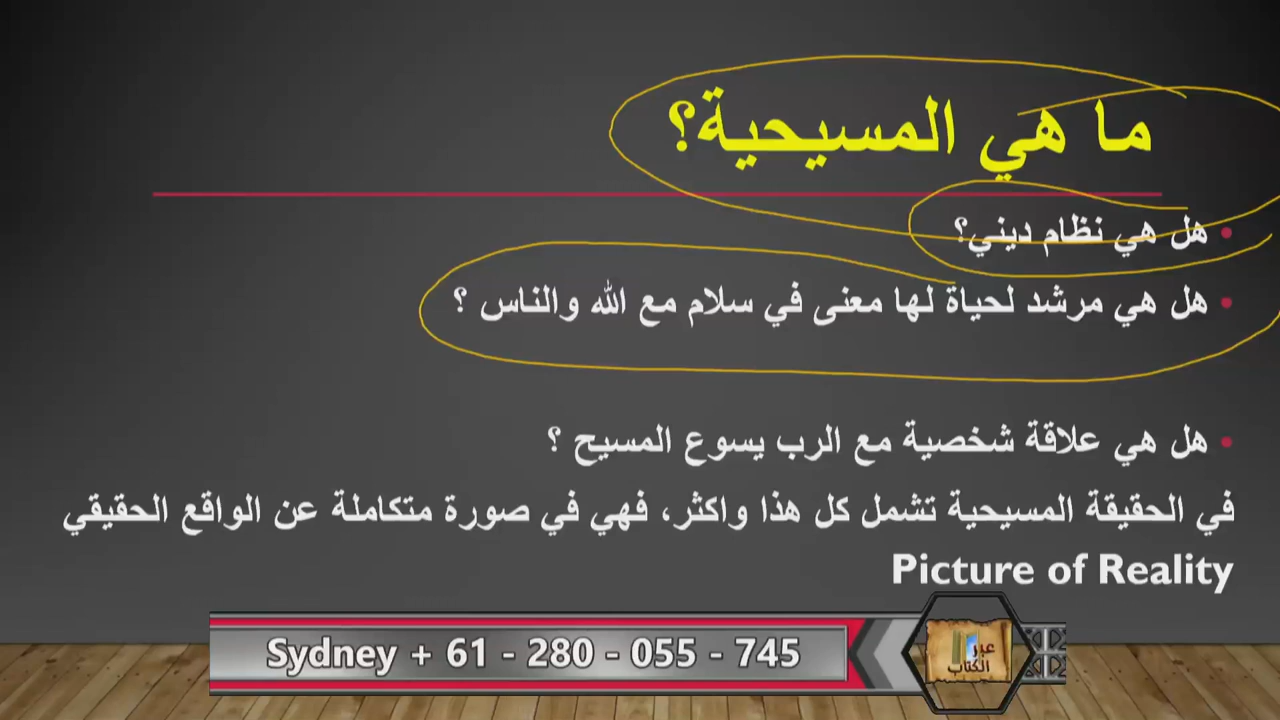 ما هي المسيحية؟
هل هي نظام ديني؟
هل هي مرشد لحياة لها معنى في سلام مع الله والناس ؟
هل هي علاقة شخصية مع الرب يسوع المسيح ؟
في الحقيقة المسيحية تشمل كل هذا واكثر، فهي في صورة متكاملة عن الواقع الحقيقي
Picture of Reality
Sydney + 61 - 280 - 055 - 745
عبر
الكتاب